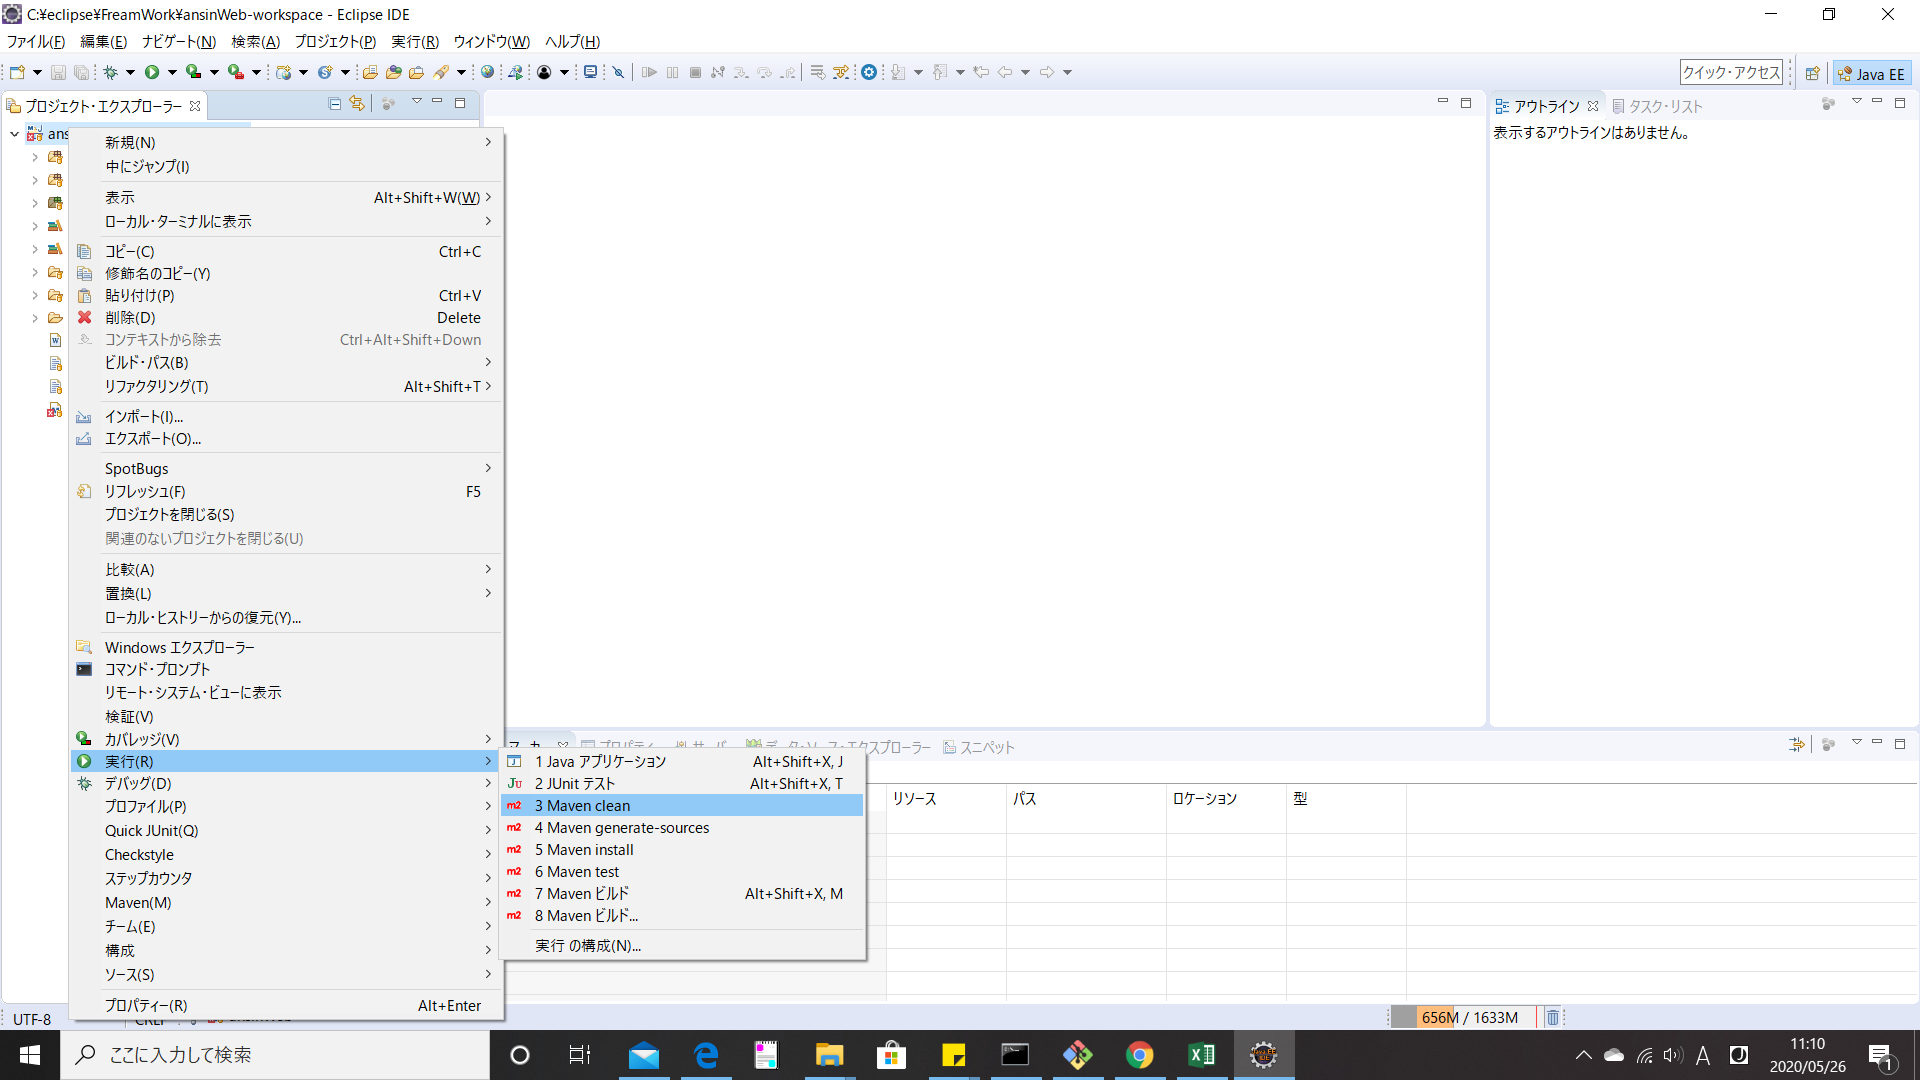 C:¥eclipse¥FreamWork¥ansinWeb-workspace - Eclipse IDE
ファイル(F) 編集(E) ナビゲート(N) 検索(A) プロジェクト(P) 実行(R) ウィンドウ(W) ヘルプ(H)
クイック・アクセス Java EE
プロジェクト・エクスプローラー
アウトライン タスク・リスト
表示するアウトラインはありません。
ans
新規(N)
中にジャンプ(I)
表示 Alt+Shift+W(W)
ローカル・ターミナルに表示
コピー(C) Ctrl+C
修飾名のコピー(Y)
貼り付け(P) Ctrl+V
削除(D) Delete
コンテキストから除去 Ctrl+Alt+Shift+Down
ビルド・パス(B)
リファクタリング(T) Alt+Shift+T
インポート(I)...
エクスポート(O)...
SpotBugs
リフレッシュ(F) F5
プロジェクトを閉じる(S)
関連のないプロジェクトを閉じる(U)
比較(A)
置換(L)
ローカル・ヒストリーからの復元(Y)...
Windows エクスプローラー
コマンド・プロンプト
リモート・システム・ビューに表示
検証(V)
カバレッジ(V)
実行(R)
デバッグ(D)
プロファイル(P)
Quick JUnit(Q)
Checkstyle
ステップカウンタ
Maven(M)
チーム(E)
構成
ソース(S)
プロパティー(R) Alt+Enter
データ・ソース・エクスプローラー スニペット
1 Java アプリケーション Alt+Shift+X, J
2 JUnit テスト Alt+Shift+X, T
3 Maven clean
4 Maven generate-sources
5 Maven install
6 Maven test
7 Maven ビルド Alt+Shift+X, M
8 Maven ビルド...
実行 の構成(N)...
リソース パス ロケーション 型
UTF-8
656M / 1633M
ここに入力して検索
A
11:10
2020/05/26
1